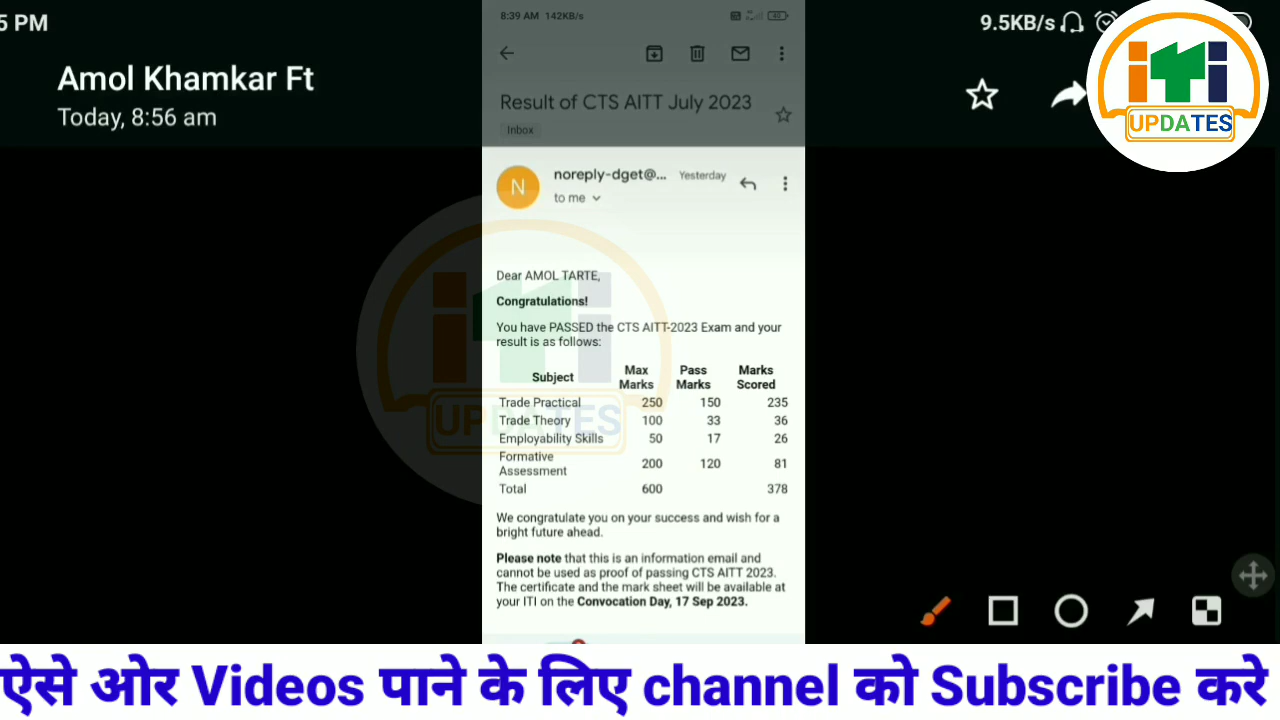 5 PM
9.5KB/s
Amol Khamkar Ft
Today, 8:56 am
iTi
UPDATES
8:39 AM 142KB/s
Result of CTS AITT July 2023
Inbox
N
noreply-dget@... Yesterday
to me
Dear AMOL TARTE,
Congratulations!
You have PASSED the CTS AITT-2023 Exam and your
result is as follows:
Subject Max Marks Pass Marks Marks Scored
Trade Practical 250 150 235
Trade Theory 100 33 36
Employability Skills 50 17 26
Formative Assessment 200 120 81
Total 600 378
We congratulate you on your success and wish for a
bright future ahead.
Please note that this is an information email and
cannot be used as proof of passing CTS AITT 2023.
The certificate and the mark sheet will be available at
your ITI on the Convocation Day, 17 Sep 2023.
iTi
UPDATES
ऐसे ओर Videos पाने के लिए channel को Subscribe करे